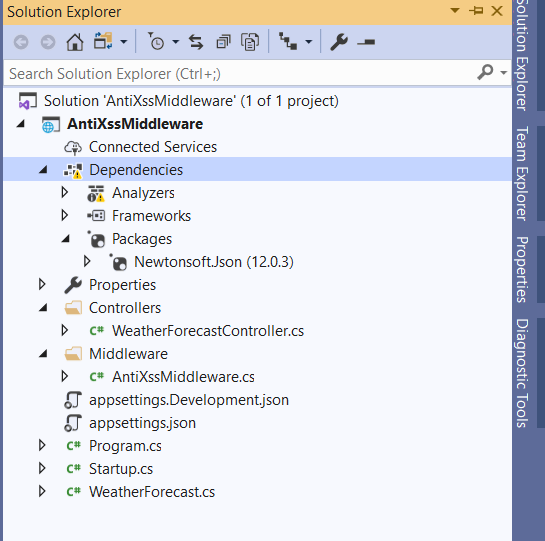 Solution Explorer
Search Solution Explorer (Ctrl+;)
Solution 'AntiXssMiddleware' (1 of 1 project)
AntiXssMiddleware
Connected Services
Dependencies
Analyzers
Frameworks
Packages
Newtonsoft.Json (12.0.3)
Properties
Controllers
C# WeatherForecastController.cs
Middleware
C# AntiXssMiddleware.cs
appsettings.Development.json
appsettings.json
C# Program.cs
C# Startup.cs
C# WeatherForecast.cs
Solution Explorer
Team Explorer
Properties
Diagnostic Tools